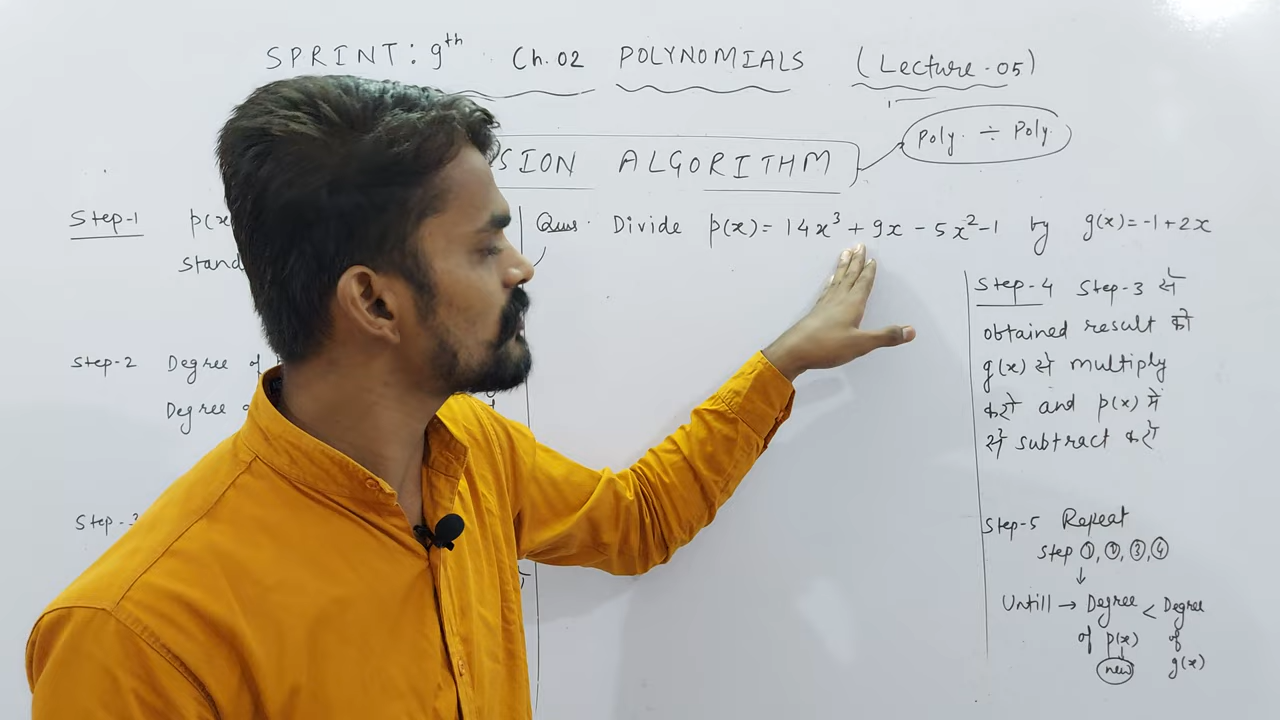 SPRINT: 9th Ch. 02 POLYNOMIALS (Lecture-05)
SION ALGORITHM
Poly. ÷ Poly.
Step-1 p(x
stand
Step-2 Degree of
Degree o
Step-3
Ques. Divide p(x) = 14x³ + 9x - 5x² - 1 by g(x) = -1 + 2x
Step-4 Step-3 से
obtained result को
g(x) से multiply
करो and p(x) में
से subtract करो
Step-5 Repeat
Step ①, ②, ③, ④
↓
Untill → Degree < Degree
of p(x) of
new g(x)